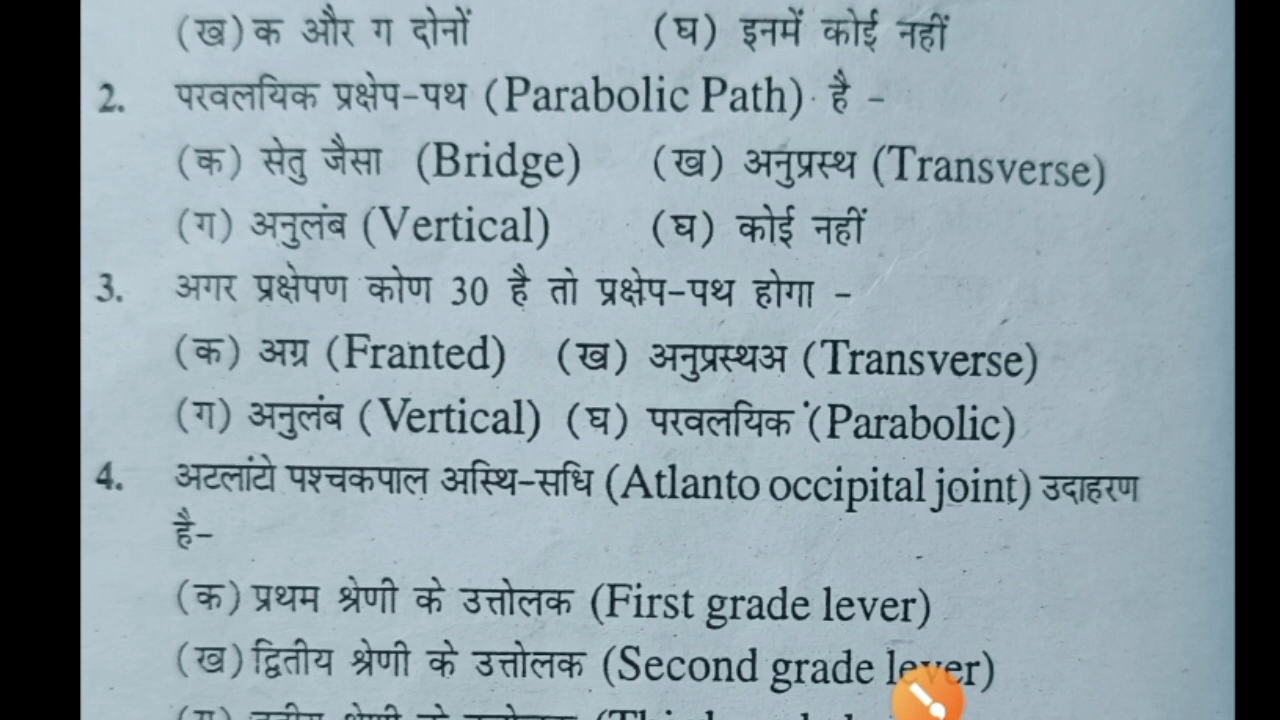 (ख) क और ग दोनों (घ) इनमें कोई नहीं
2. परवलयिक प्रक्षेप-पथ (Parabolic Path) है -
(क) सेतु जैसा (Bridge) (ख) अनुप्रस्थ (Transverse)
(ग) अनुलंब (Vertical) (घ) कोई नहीं
3. अगर प्रक्षेपण कोण 30 है तो प्रक्षेप-पथ होगा -
(क) अग्र (Franted) (ख) अनुप्रस्थअ (Transverse)
(ग) अनुलंब (Vertical) (घ) परवलयिक (Parabolic)
4. अटलांटो पश्चकपाल अस्थि-सधि (Atlanto occipital joint) उदाहरण
है-
(क) प्रथम श्रेणी के उत्तोलक (First grade lever)
(ख) द्वितीय श्रेणी के उत्तोलक (Second grade lever)